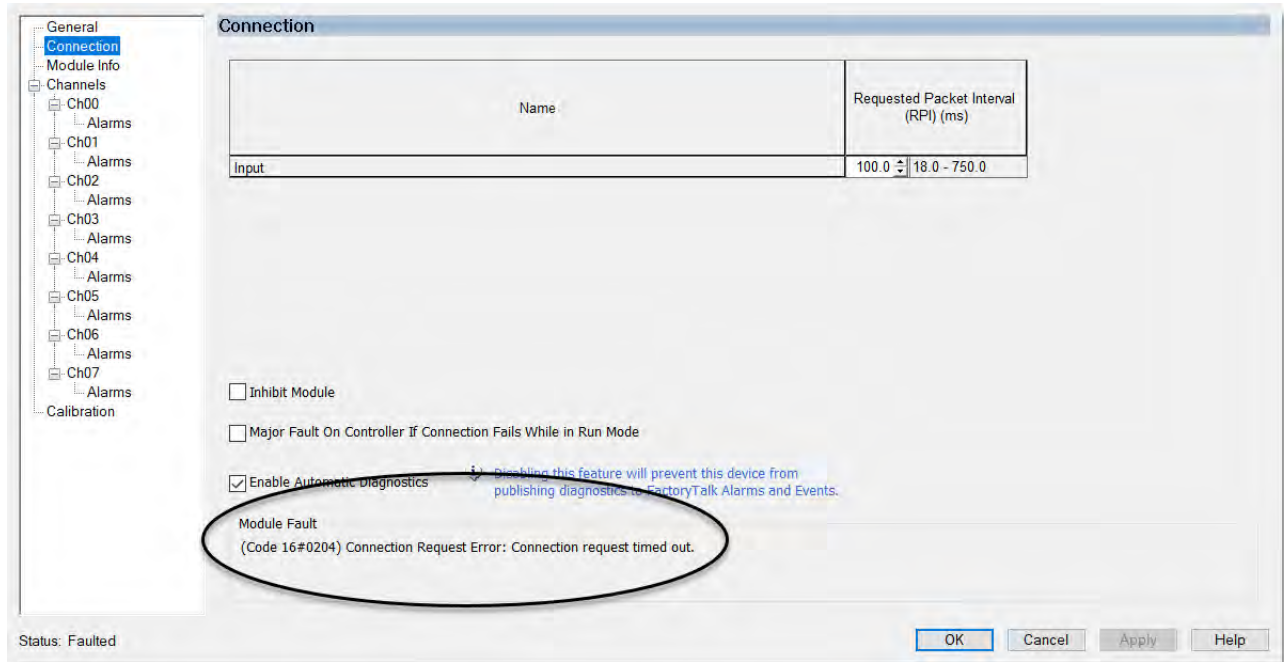 General
Connection
Module Info
Channels
Ch00
Alarms
Ch01
Alarms
Ch02
Alarms
Ch03
Alarms
Ch04
Alarms
Ch05
Alarms
Ch06
Alarms
Ch07
Alarms
Calibration
Connection
Name
Requested Packet Interval
(RPI) (ms)
Input
100.0 18.0 - 750.0
Inhibit Module
Major Fault On Controller If Connection Fails While in Run Mode
Enable Automatic Diagnostics
Disabling this feature will prevent this device from
publishing diagnostics to FactoryTalk Alarms and Events.
Module Fault
(Code 16#0204) Connection Request Error: Connection request timed out.
Status: Faulted
OK
Cancel
Apply
Help